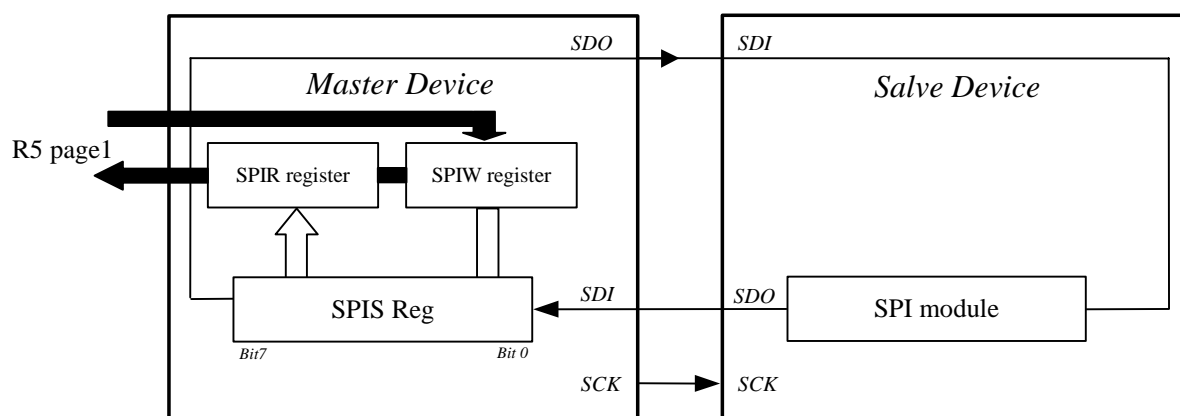 SDO
SDI
Master Device
Salve Device
R5 page1
SPIR register
SPIW register
SPIS Reg
SDI
SDO
SPI module
Bit7
Bit 0
SCK
SCK